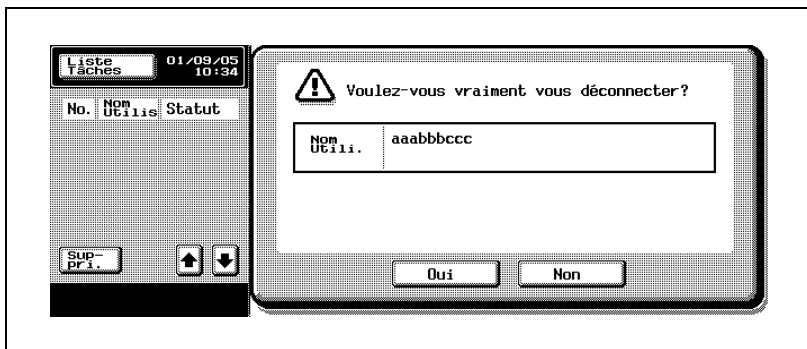 Liste
Tâches
01/09/05
10:34
No. Nom Utilis Statut
Sup-
pri.
Voulez-vous vraiment vous déconnecter?
Nom
Utili.
aaabbbccc
Oui
Non